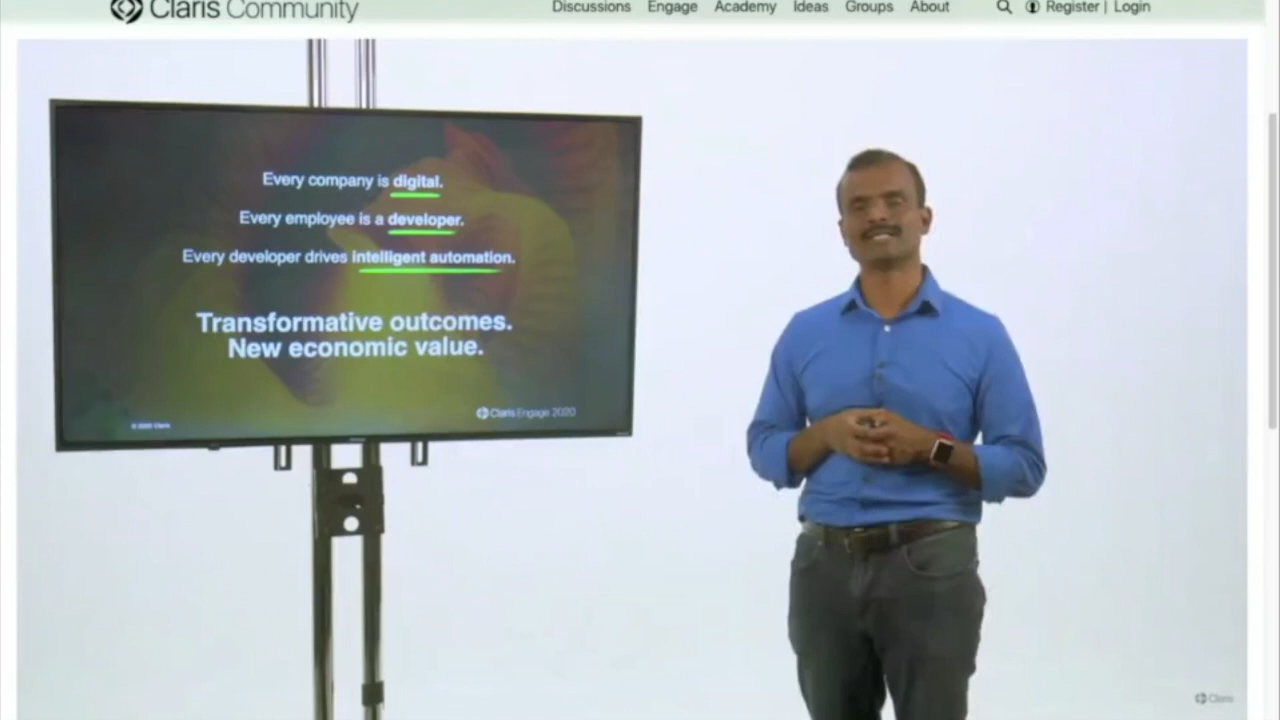 Claris Community
Discussions Engage Academy Ideas Groups About Register | Login
Every company is digital.
Every employee is a developer.
Every developer drives intelligent automation.
Transformative outcomes.
New economic value.
Claris Engage 2020
© 2020 Claris
Claris